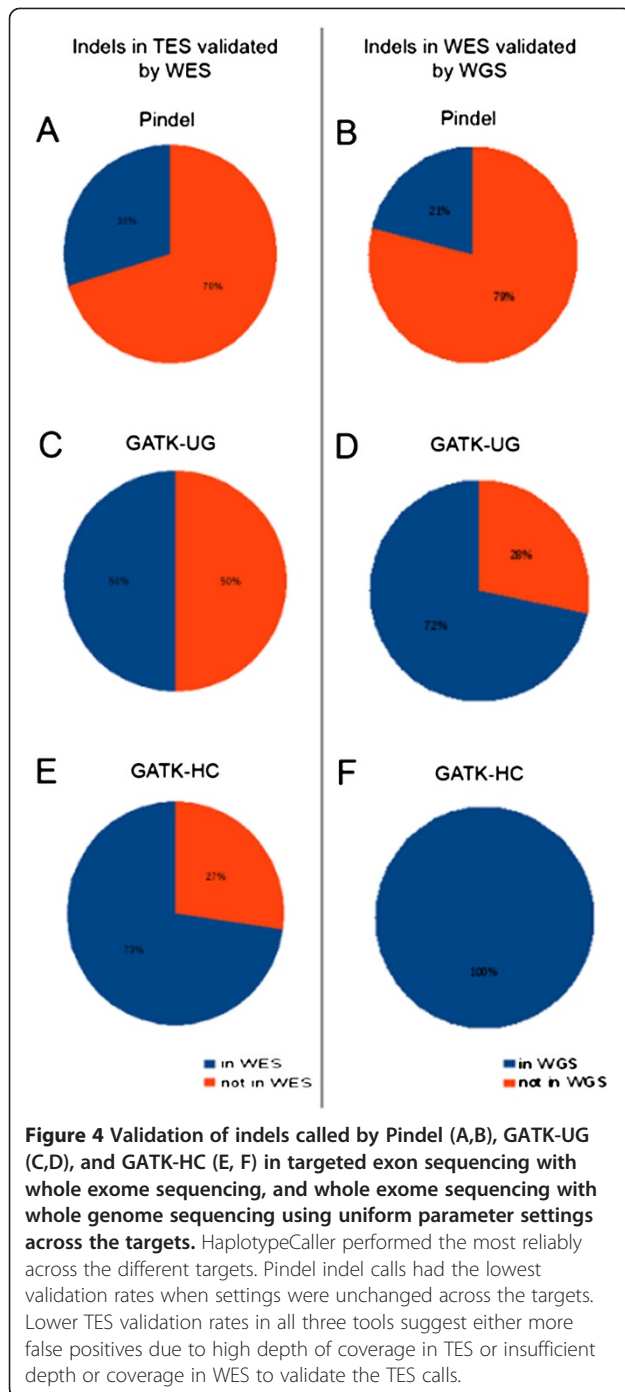 Indels in TES validated
by WES
Indels in WES validated
by WGS
A
Pindel
30%
70%
B
Pindel
21%
79%
C
GATK-UG
50%
50%
D
GATK-UG
28%
72%
E
GATK-HC
27%
73%
in WES
not in WES
F
GATK-HC
100%
in WGS
not in WGS
Figure 4 Validation of indels called by Pindel (A,B), GATK-UG
(C,D), and GATK-HC (E, F) in targeted exon sequencing with
whole exome sequencing, and whole exome sequencing with
whole genome sequencing using uniform parameter settings
across the targets. HaplotypeCaller performed the most reliably
across the different targets. Pindel indel calls had the lowest
validation rates when settings were unchanged across the targets.
Lower TES validation rates in all three tools suggest either more
false positives due to high depth of coverage in TES or insufficient
depth or coverage in WES to validate the TES calls.